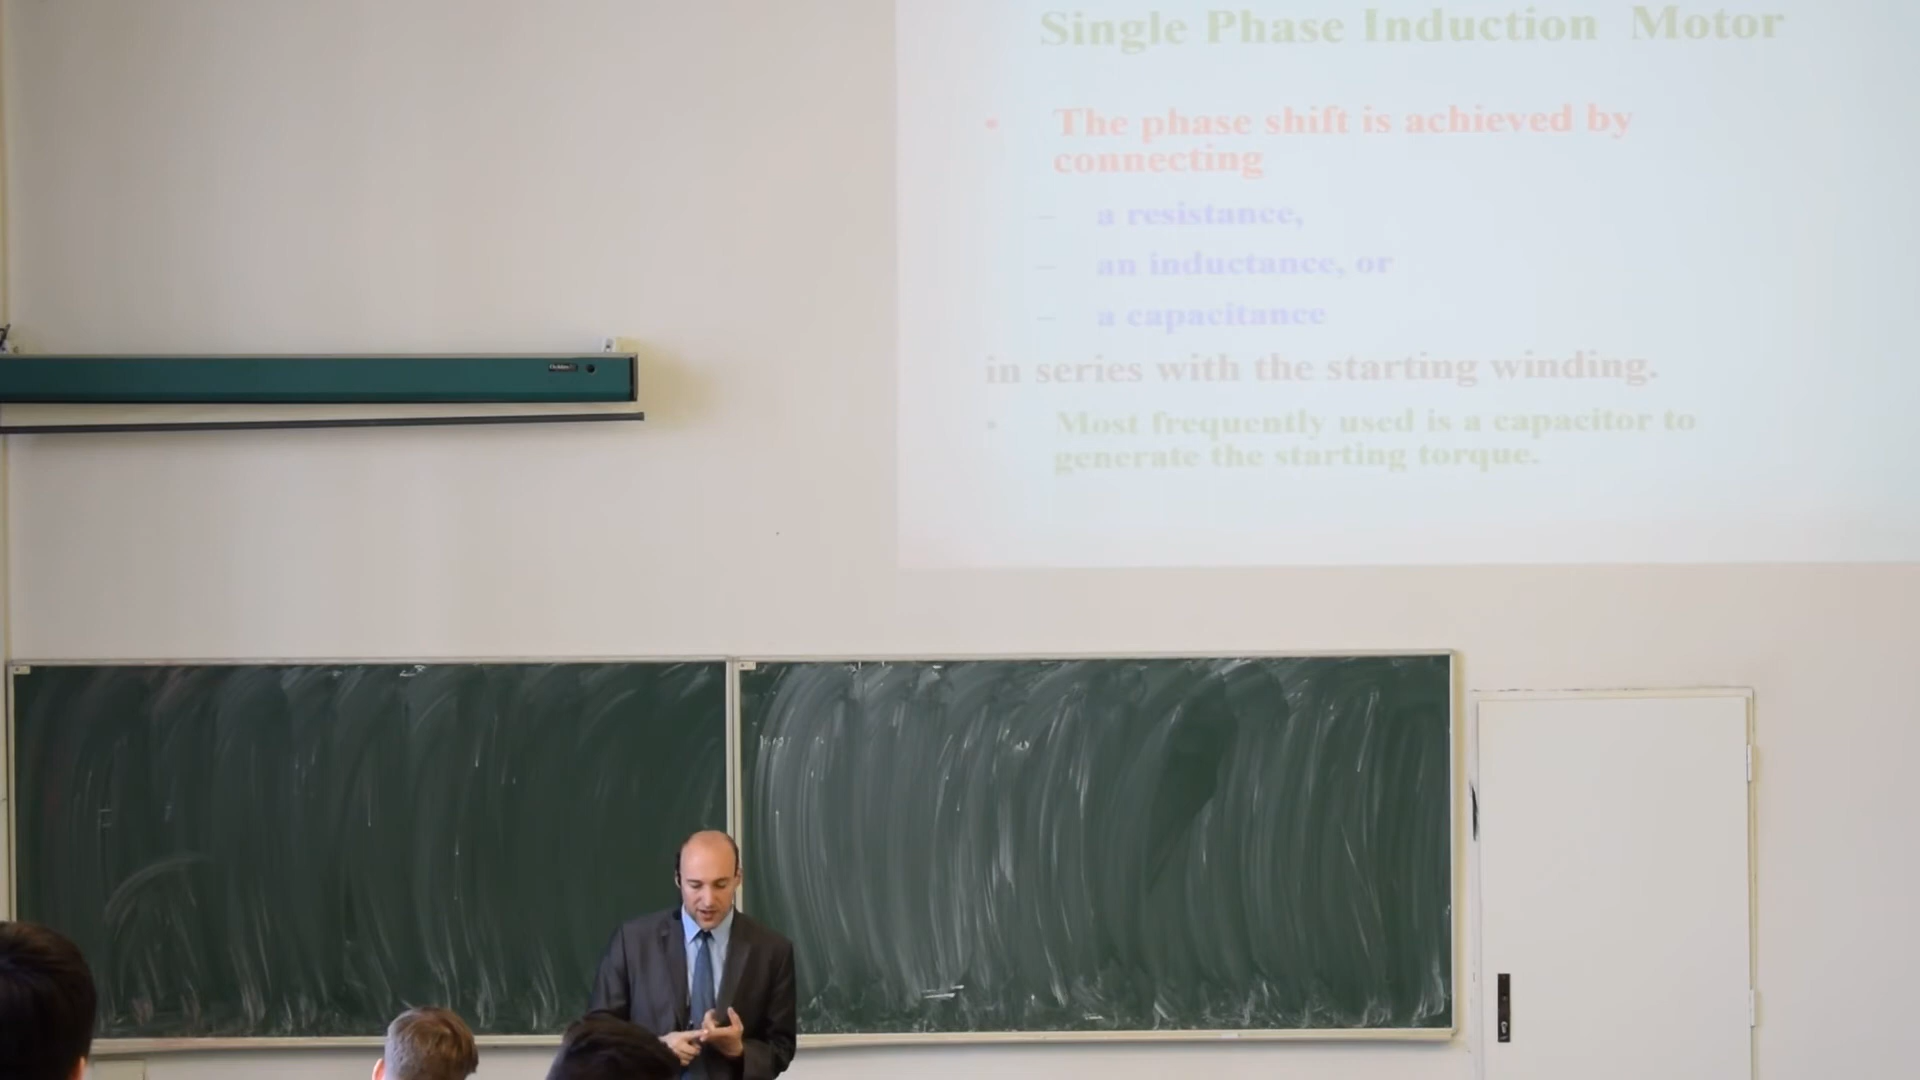 Single Phase Induction Motor
• The phase shift is achieved by
connecting
– a resistance,
– an inductance, or
– a capacitance
in series with the starting winding.
• Most frequently used is a capacitor to
generate the starting torque.